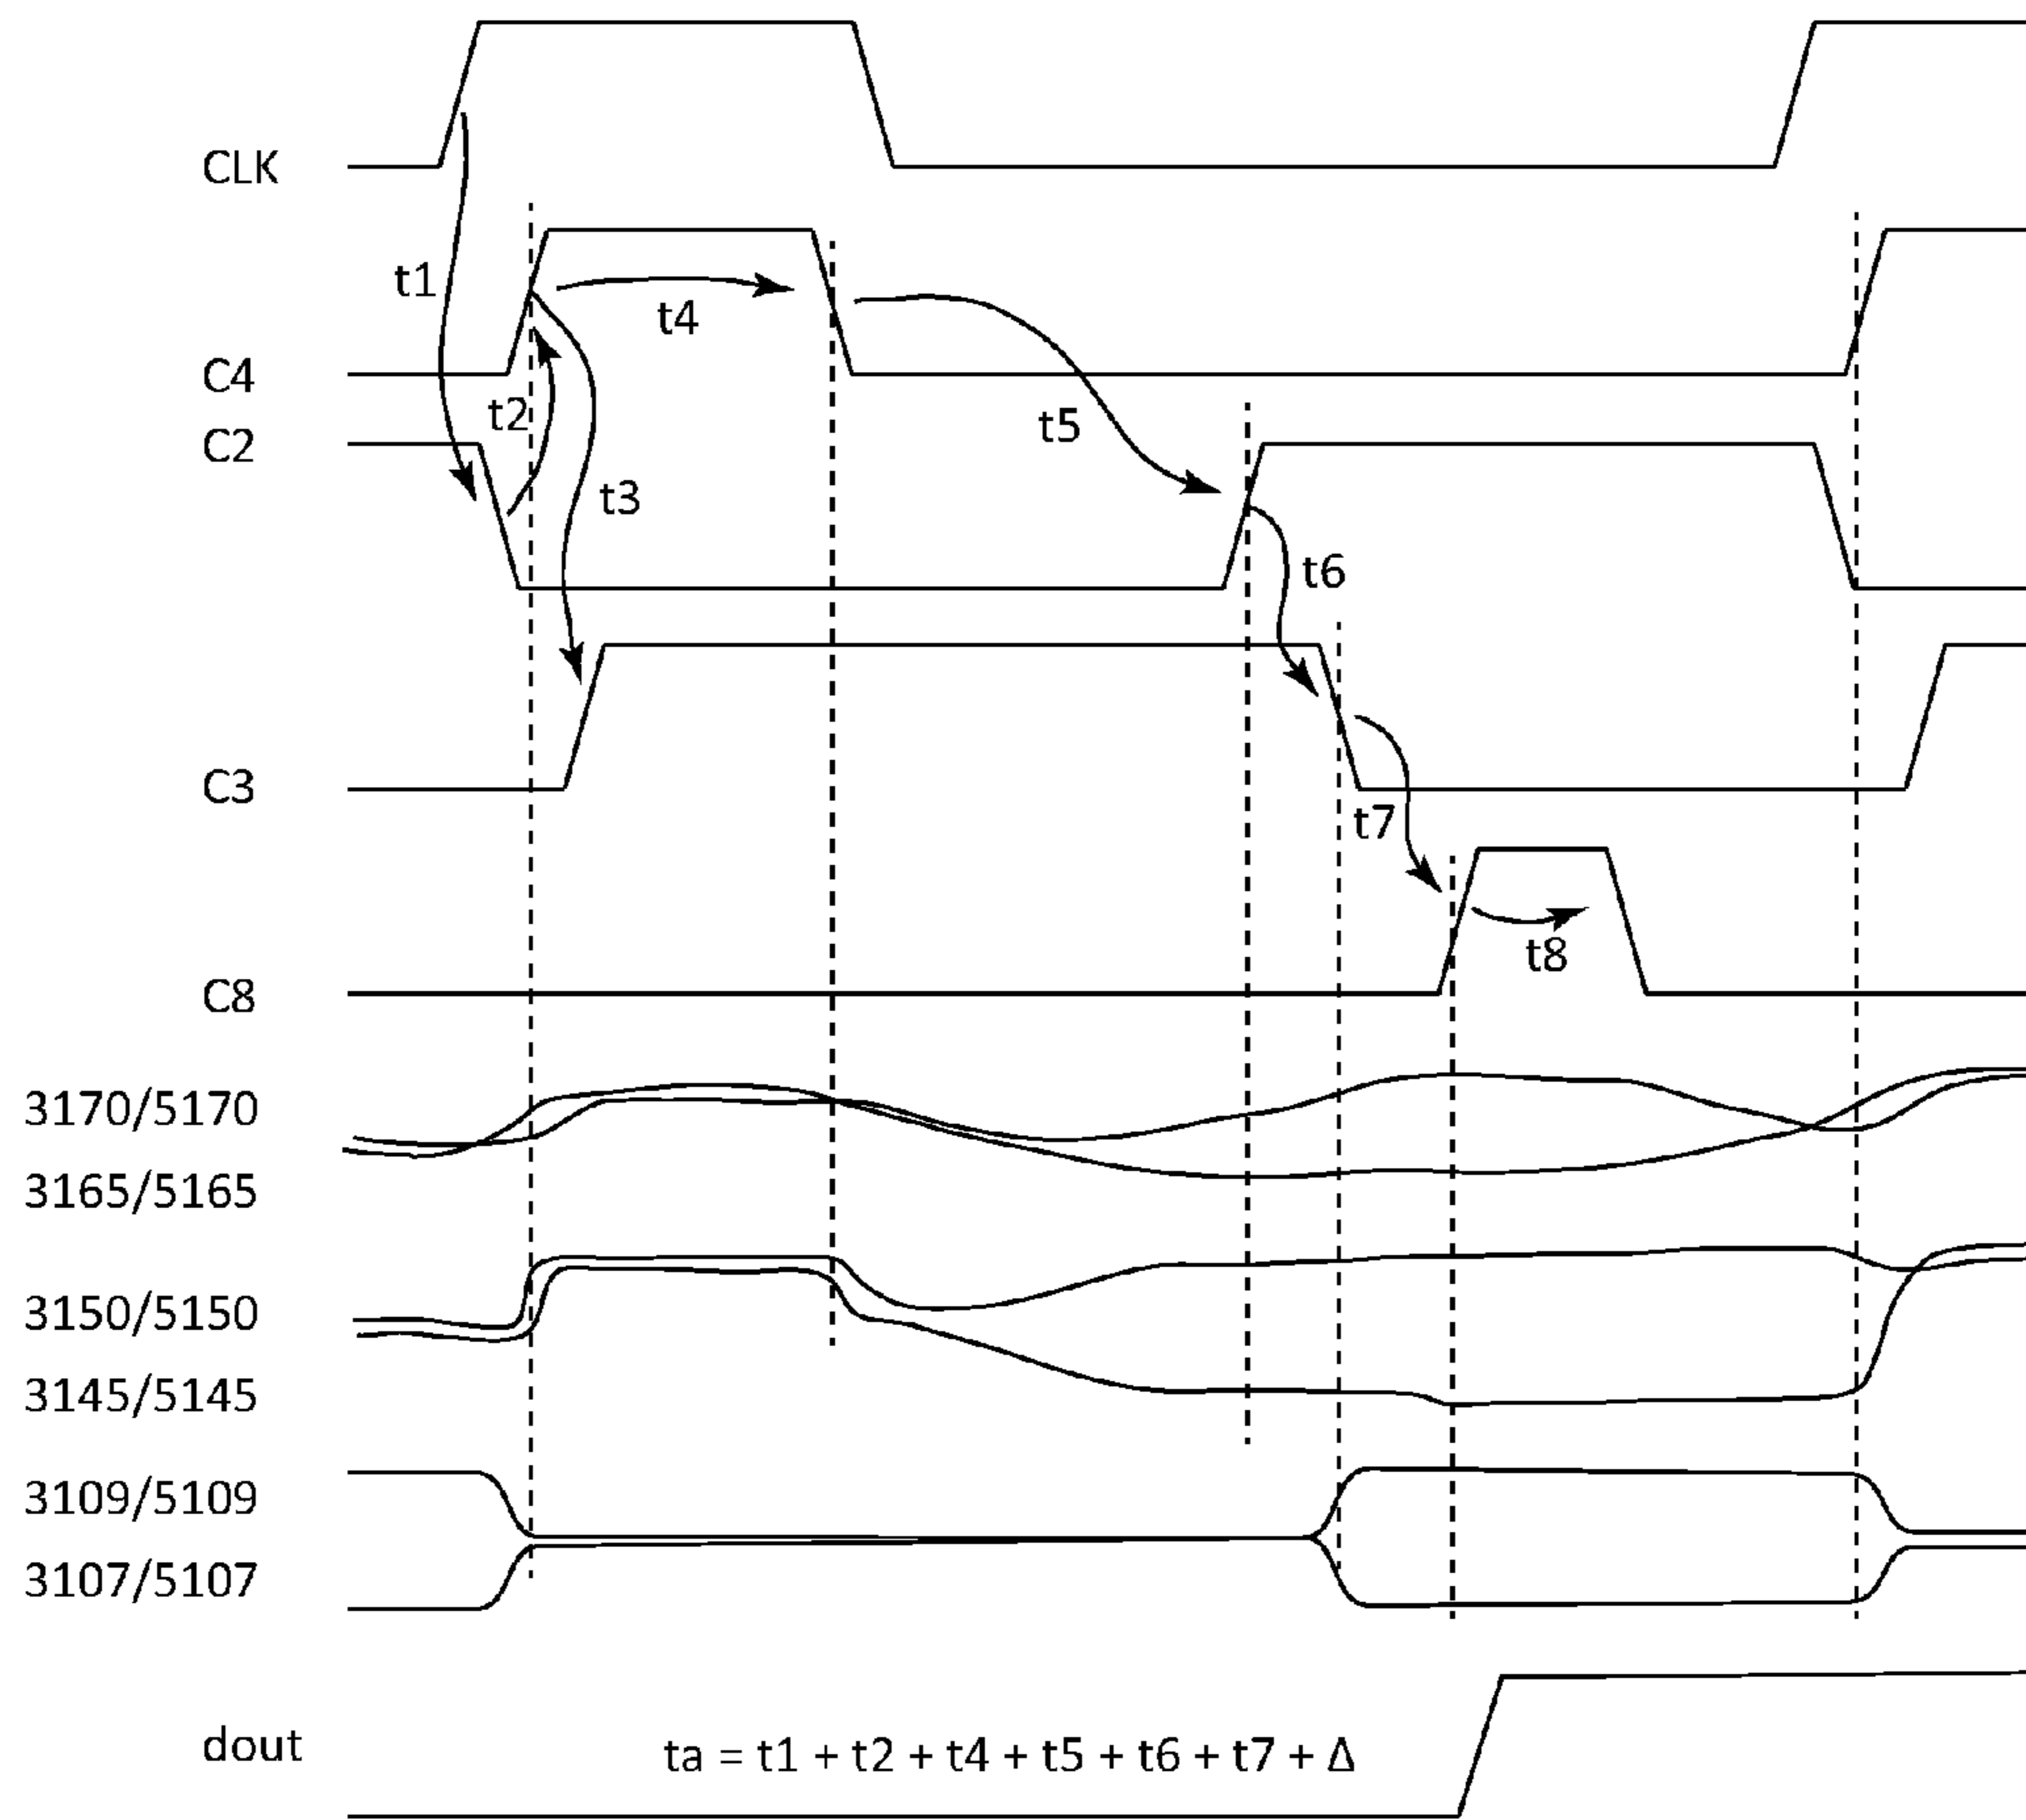 CLK
t1
t4
C4
t2
t5
C2
t3
t6
C3
t7
t8
C8
3170/5170
3165/5165
3150/5150
3145/5145
3109/5109
3107/5107
dout
ta = t1 + t2 + t4 + t5 + t6 + t7 + Δ